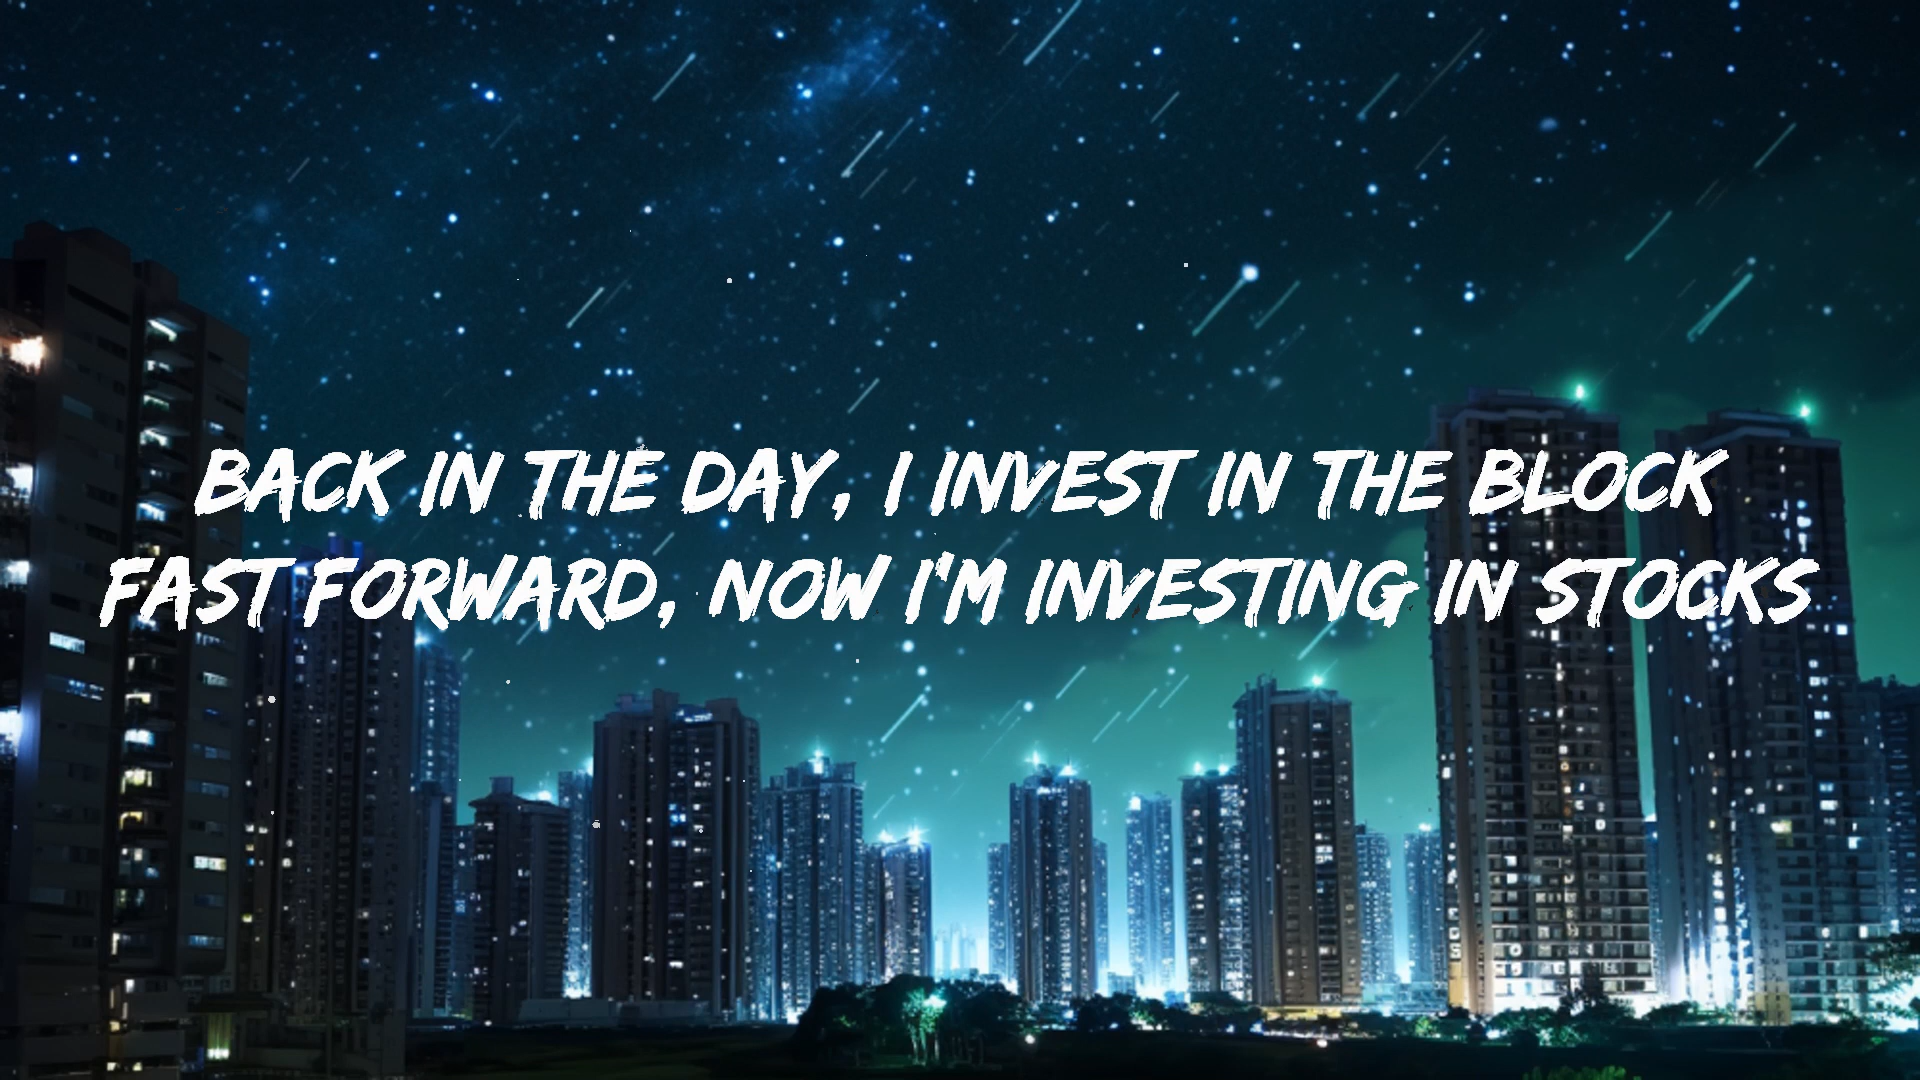 BACK IN THE DAY, I INVEST IN THE BLOCK
FAST FORWARD, NOW I'M INVESTING IN STOCKS